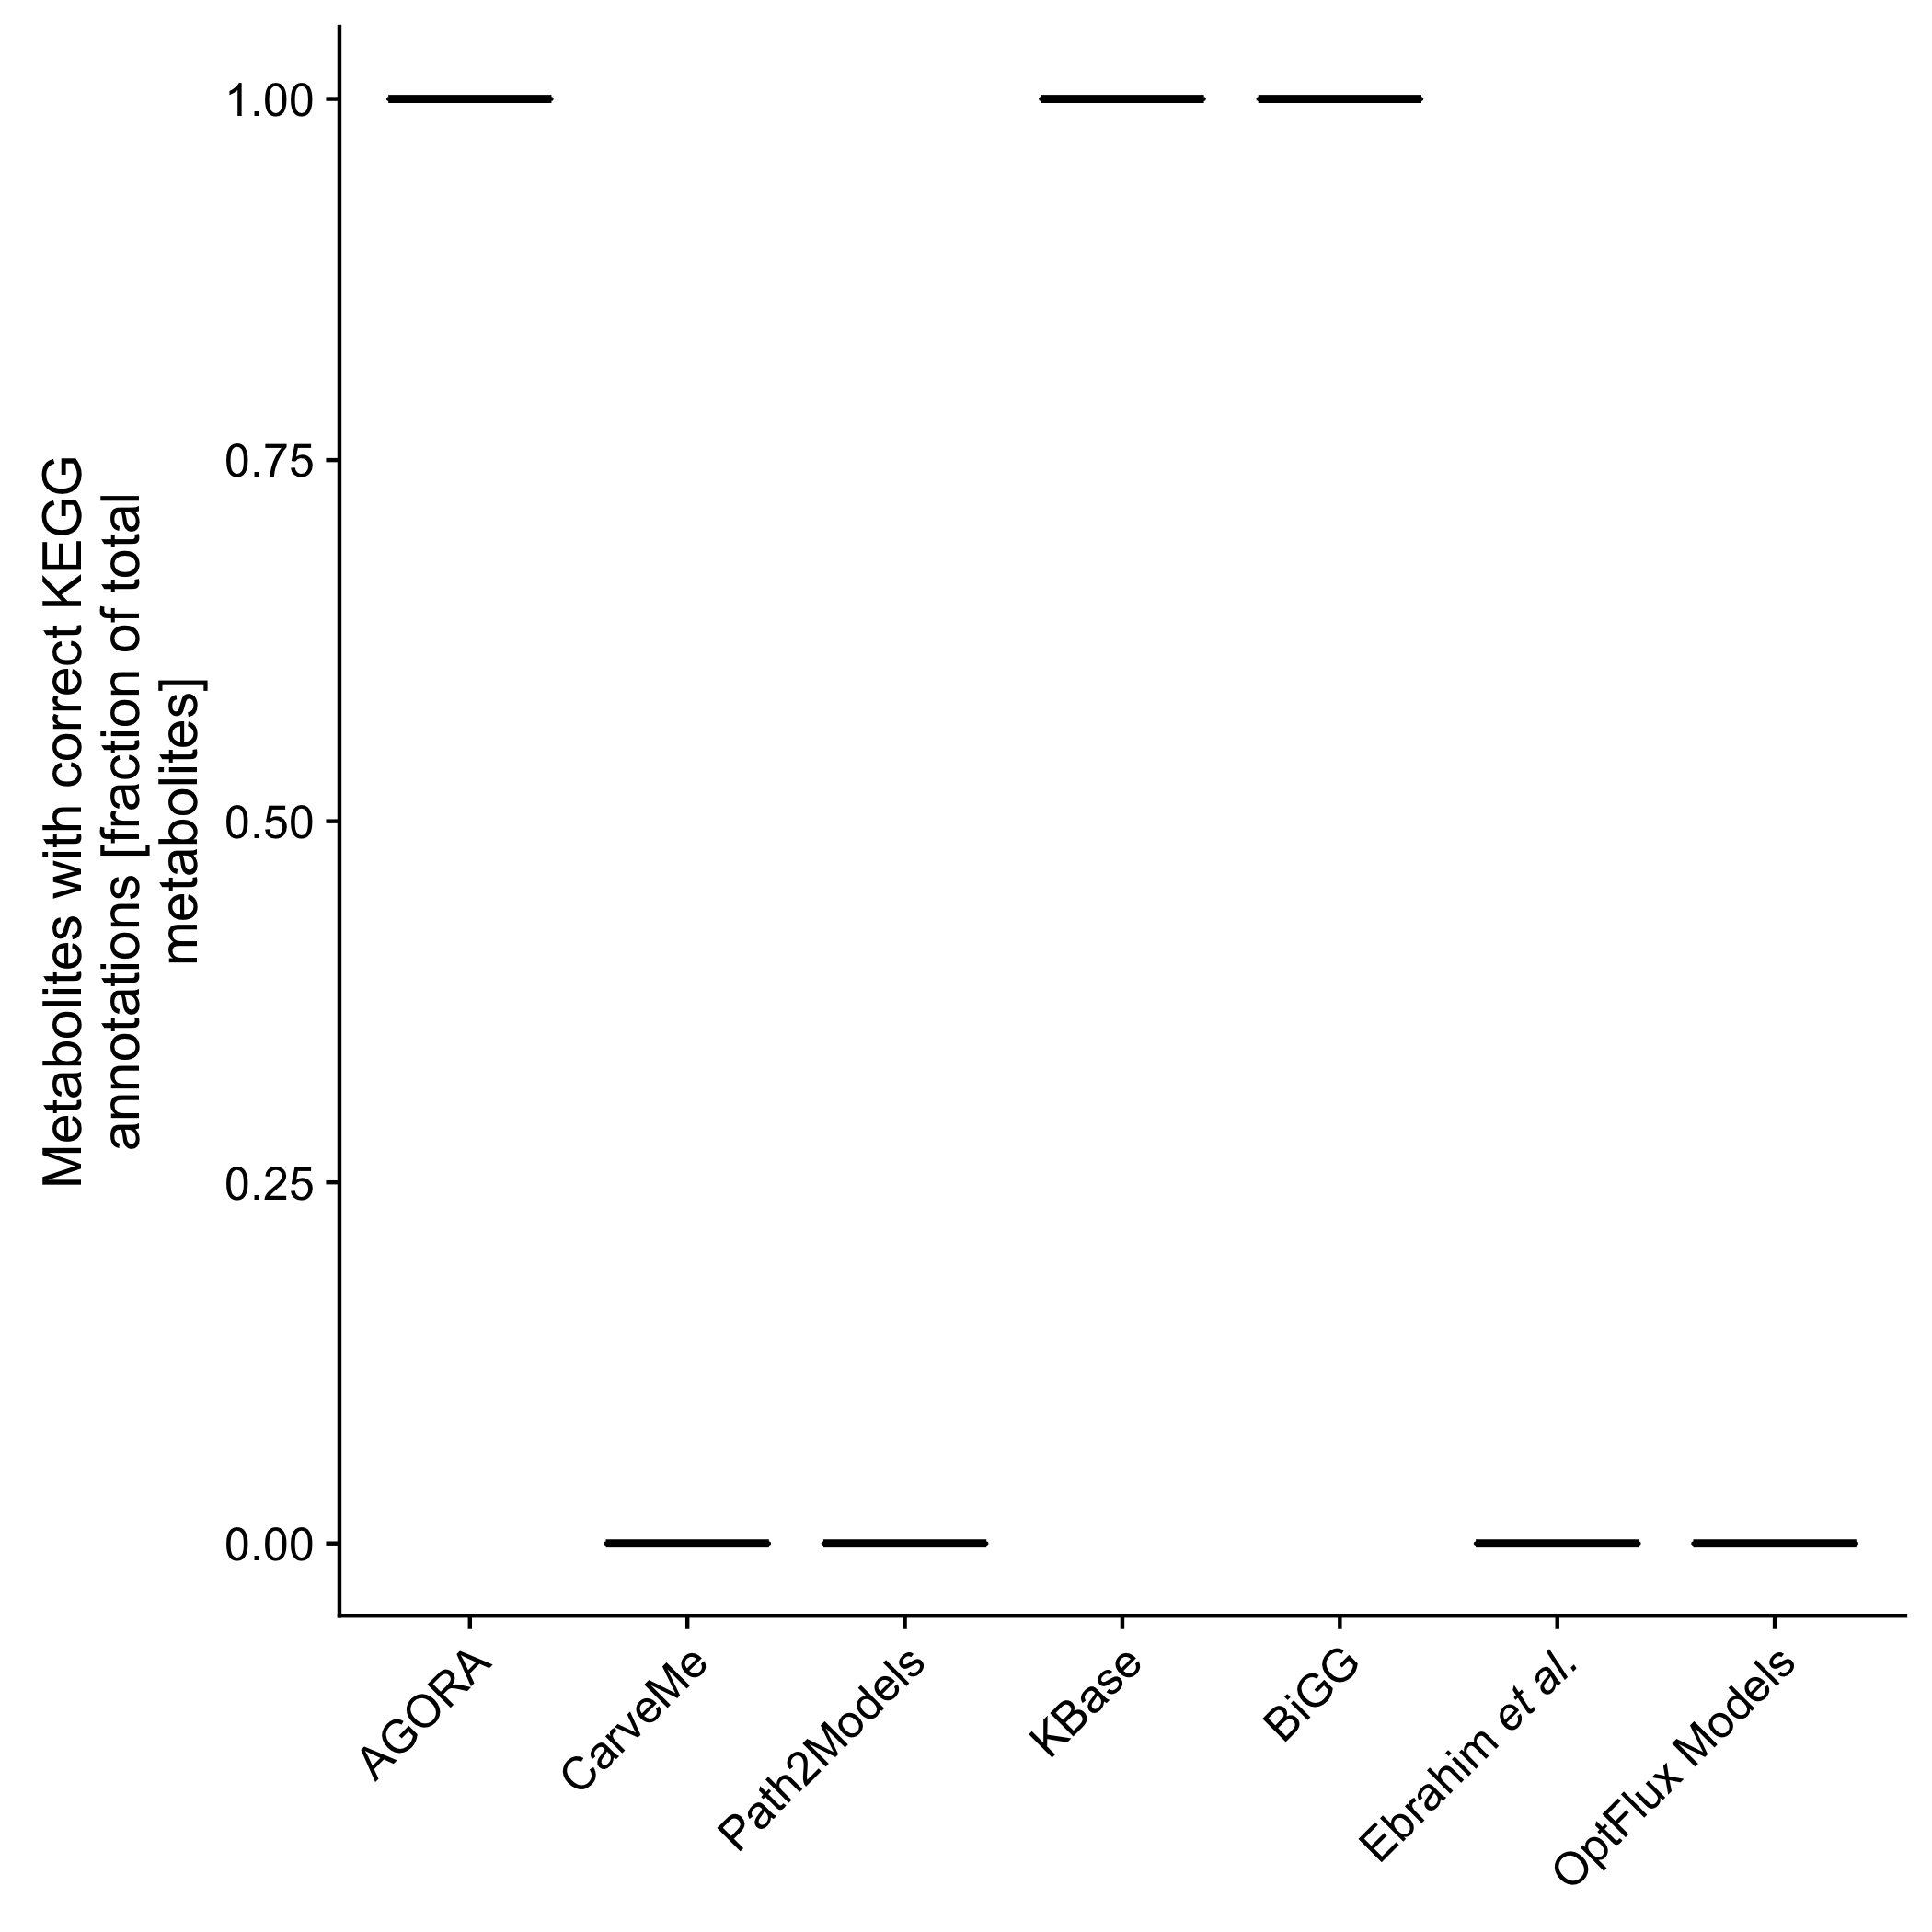 Metabolites with correct KEGG
annotations [fraction of total
metabolites]
1.00
0.75
0.50
0.25
0.00
AGORA
CarveMe
Path2Models
KBase
BiGG
Ebrahim et al.
OptFlux Models